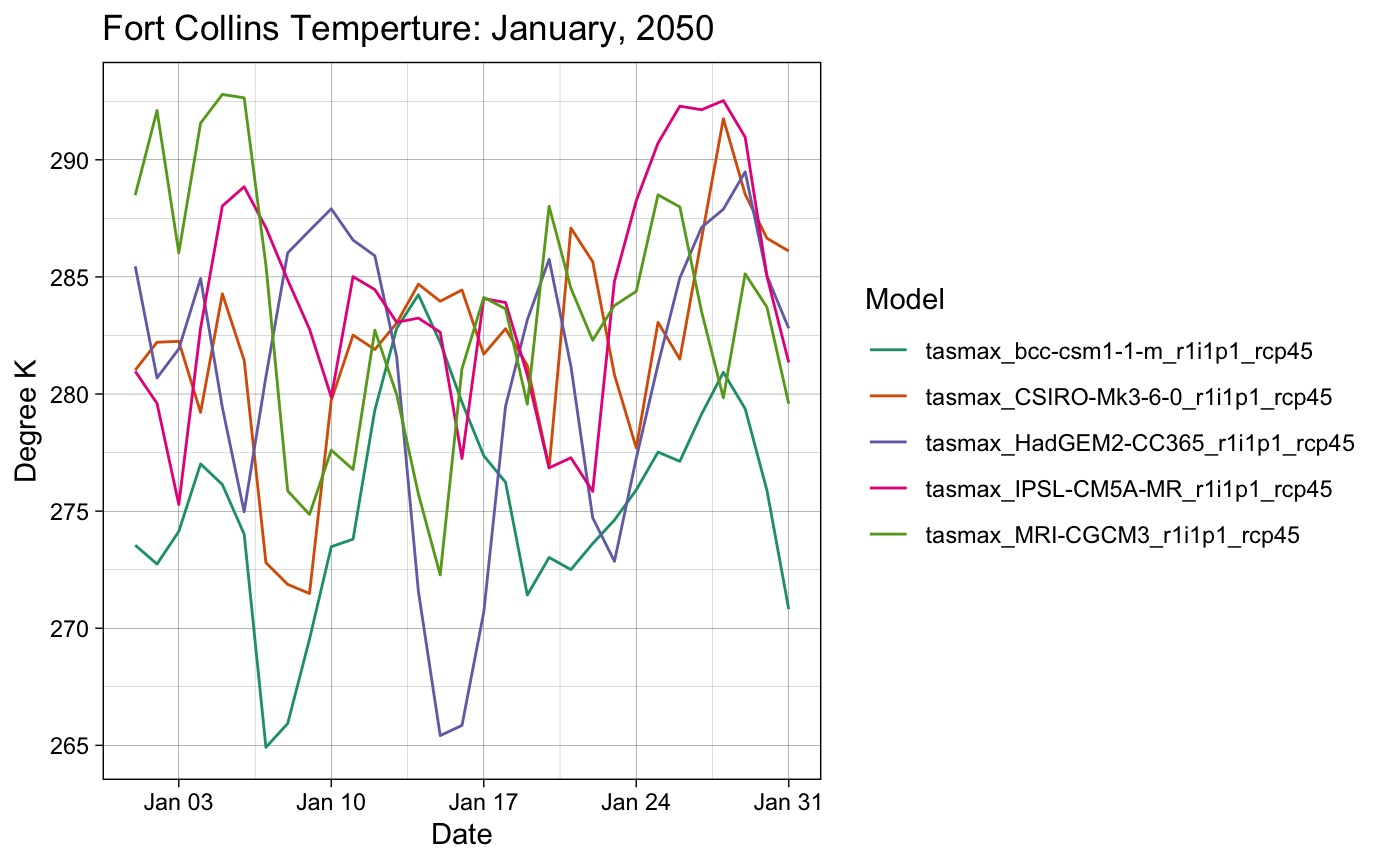 Fort Collins Temperture: January, 2050
Degree K
290
285
280
275
270
265
Jan 03 Jan 10 Jan 17 Jan 24 Jan 31
Date
Model
tasmax_bcc-csm1-1-m_r1i1p1_rcp45
tasmax_CSIRO-Mk3-6-0_r1i1p1_rcp45
tasmax_HadGEM2-CC365_r1i1p1_rcp45
tasmax_IPSL-CM5A-MR_r1i1p1_rcp45
tasmax_MRI-CGCM3_r1i1p1_rcp45